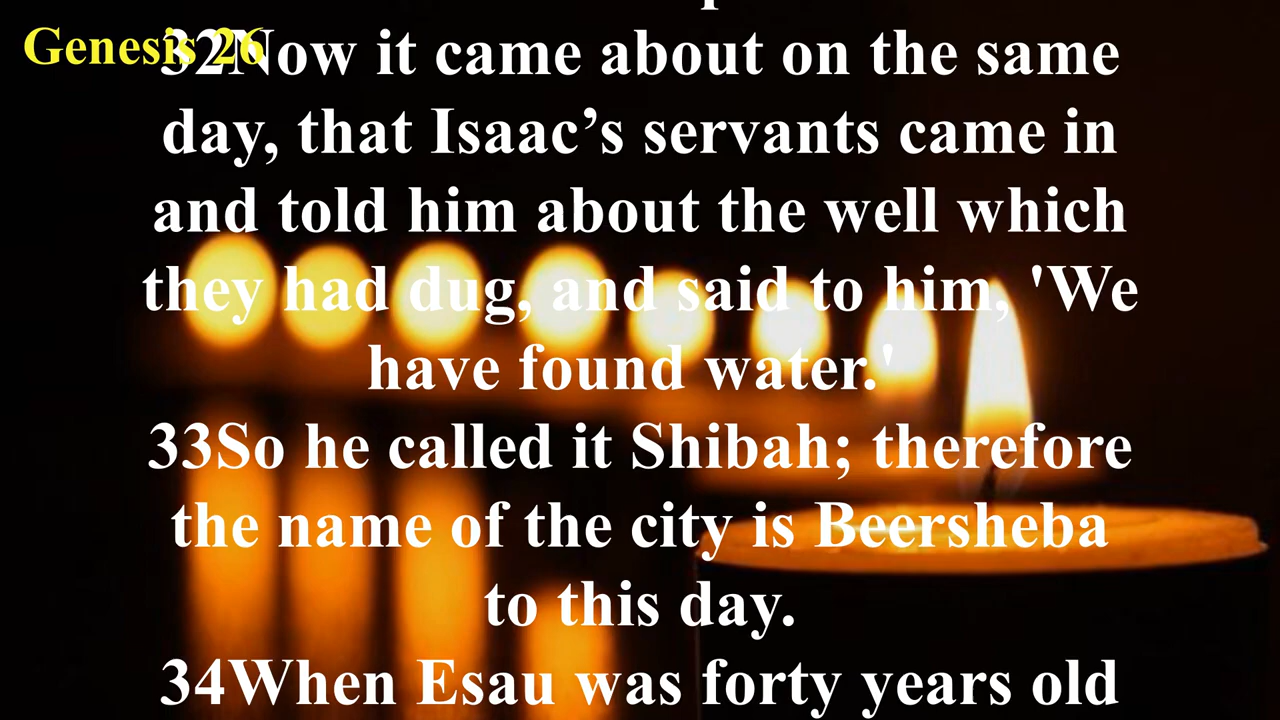 Genesis 26
32Now it came about on the same
day, that Isaac’s servants came in
and told him about the well which
they had dug, and said to him, 'We
have found water.'
33So he called it Shibah; therefore
the name of the city is Beersheba
to this day.
34When Esau was forty years old